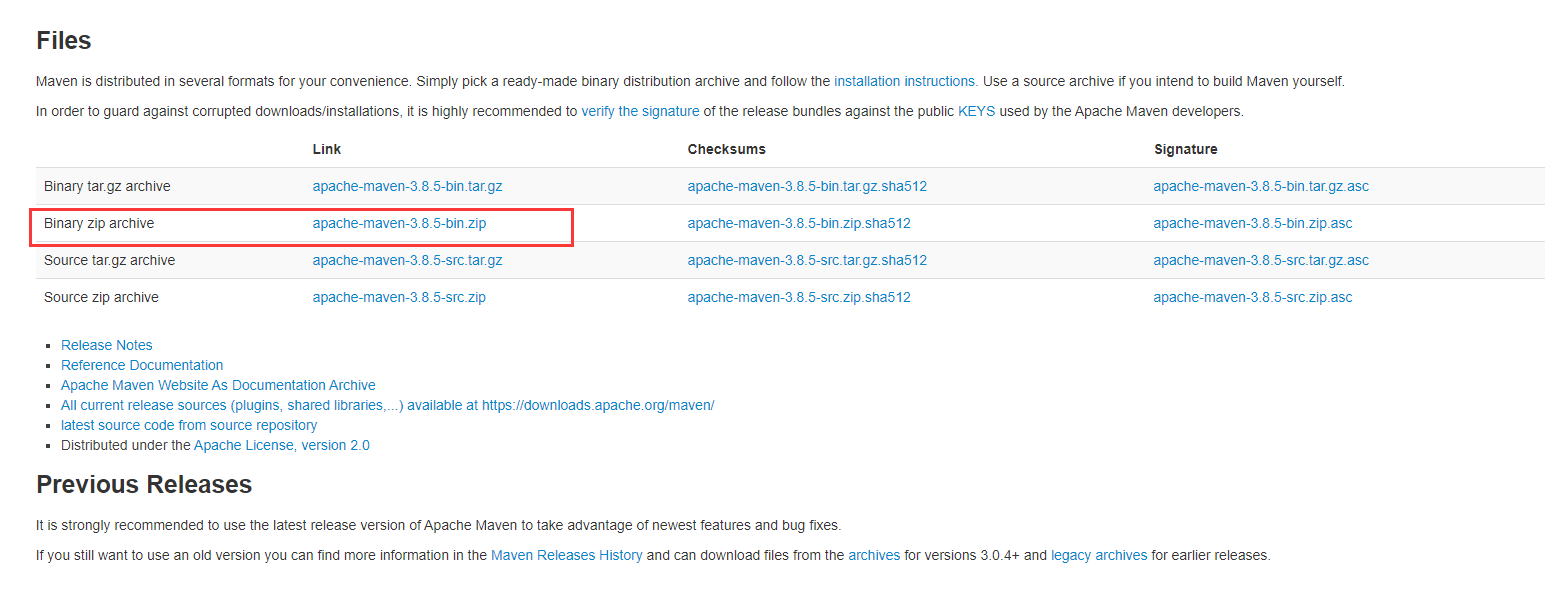 Files
Maven is distributed in several formats for your convenience. Simply pick a ready-made binary distribution archive and follow the installation instructions. Use a source archive if you intend to build Maven yourself.
In order to guard against corrupted downloads/installations, it is highly recommended to verify the signature of the release bundles against the public KEYS used by the Apache Maven developers.
Link Checksums Signature
Binary tar.gz archive apache-maven-3.8.5-bin.tar.gz apache-maven-3.8.5-bin.tar.gz.sha512 apache-maven-3.8.5-bin.tar.gz.asc
Binary zip archive apache-maven-3.8.5-bin.zip apache-maven-3.8.5-bin.zip.sha512 apache-maven-3.8.5-bin.zip.asc
Source tar.gz archive apache-maven-3.8.5-src.tar.gz apache-maven-3.8.5-src.tar.gz.sha512 apache-maven-3.8.5-src.tar.gz.asc
Source zip archive apache-maven-3.8.5-src.zip apache-maven-3.8.5-src.zip.sha512 apache-maven-3.8.5-src.zip.asc
Release Notes
Reference Documentation
Apache Maven Website As Documentation Archive
All current release sources (plugins, shared libraries,...) available at https://downloads.apache.org/maven/
latest source code from source repository
Distributed under the Apache License, version 2.0
Previous Releases
It is strongly recommended to use the latest release version of Apache Maven to take advantage of newest features and bug fixes.
If you still want to use an old version you can find more information in the Maven Releases History and can download files from the archives for versions 3.0.4+ and legacy archives for earlier releases.